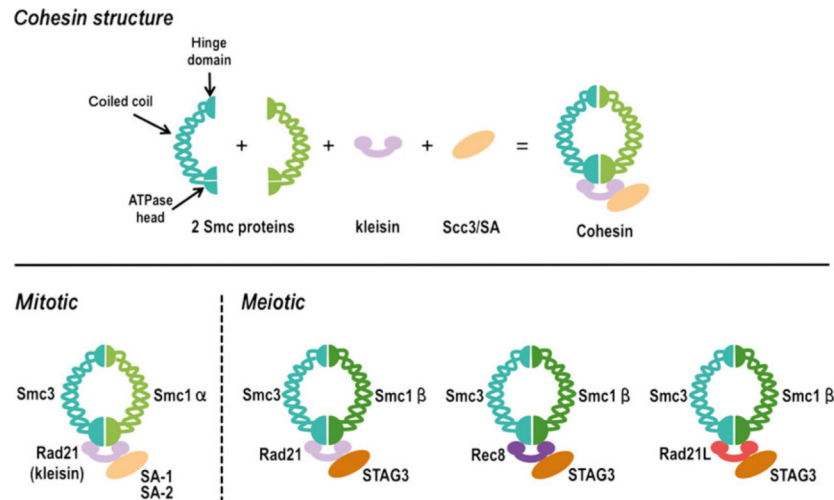 Cohesin structure
Hinge
domain
Coiled coil
+ + + =
ATPase
head
2 Smc proteins kleisin Scc3/SA Cohesin
Mitotic Meiotic
Smc3 Smc1 α Smc3 Smc1 β Smc3 Smc1 β Smc3 Smc1 β
Rad21 Rad21 Rec8 Rad21L
(kleisin)
SA-1 STAG3 STAG3 STAG3
SA-2